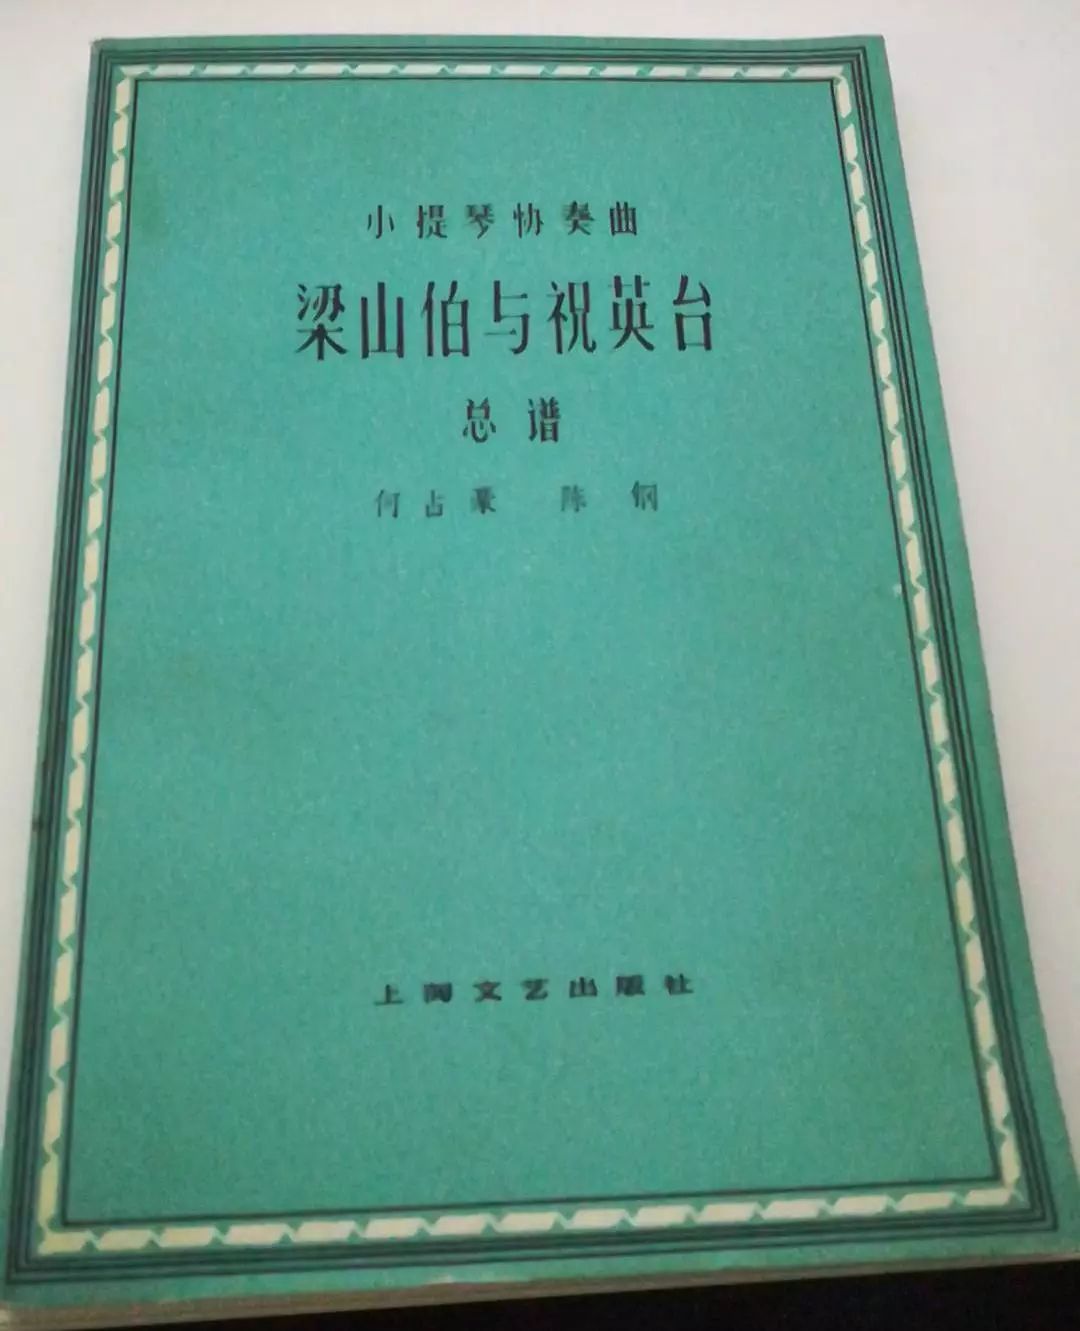 小提琴协奏曲
梁山伯与祝英台
总谱
何占豪 陈钢
上海文艺出版社